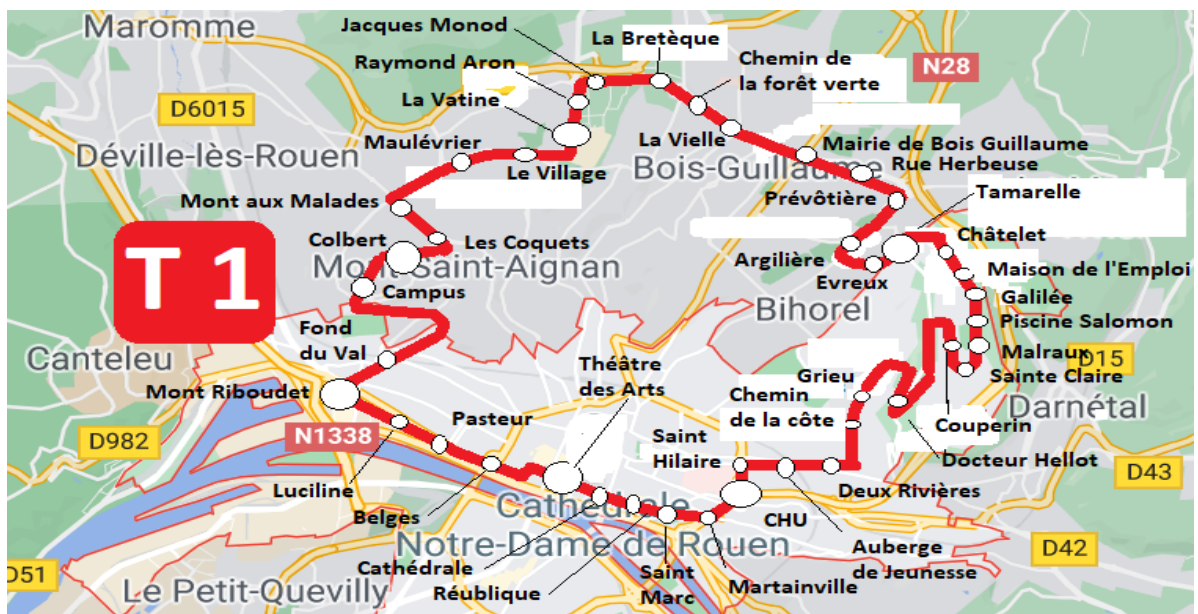 Maromme
Jacques Monod
La Bretèque
Chemin de
la forêt verte
N28
Raymond Aron
D6015
La Vatine
Déville-lès-Rouen
Maulévrier
La Vielle
Mairie de Bois Guillaume
Bois-Guillaume
Rue Herbeuse
Le Village
Tamarelle
Mont aux Malades
Prévôtière
Châtelet
T 1
Colbert
Les Coquets
Mont-Saint-Aignan
Argilière
Maison de l'Emploi
Evreux
Campus
Galilée
Bihorel
Piscine Salomon
Fond
du Val
Canteleu
Théâtre
des Arts
Malraux
D15
Grieu
Sainte Claire
Mont Riboudet
Chemin
de la côte
Darnétal
Pasteur
Couperin
N1338
D982
Saint
Hilaire
Docteur Hellot
D43
Luciline
Deux Rivières
Cathédrale
Belges
CHU
Notre-Dame de Rouen
Auberge
de Jeunesse
D42
Cathédrale
D51
Saint
Marc
Martainville
Le Petit-Quevilly
Réublique